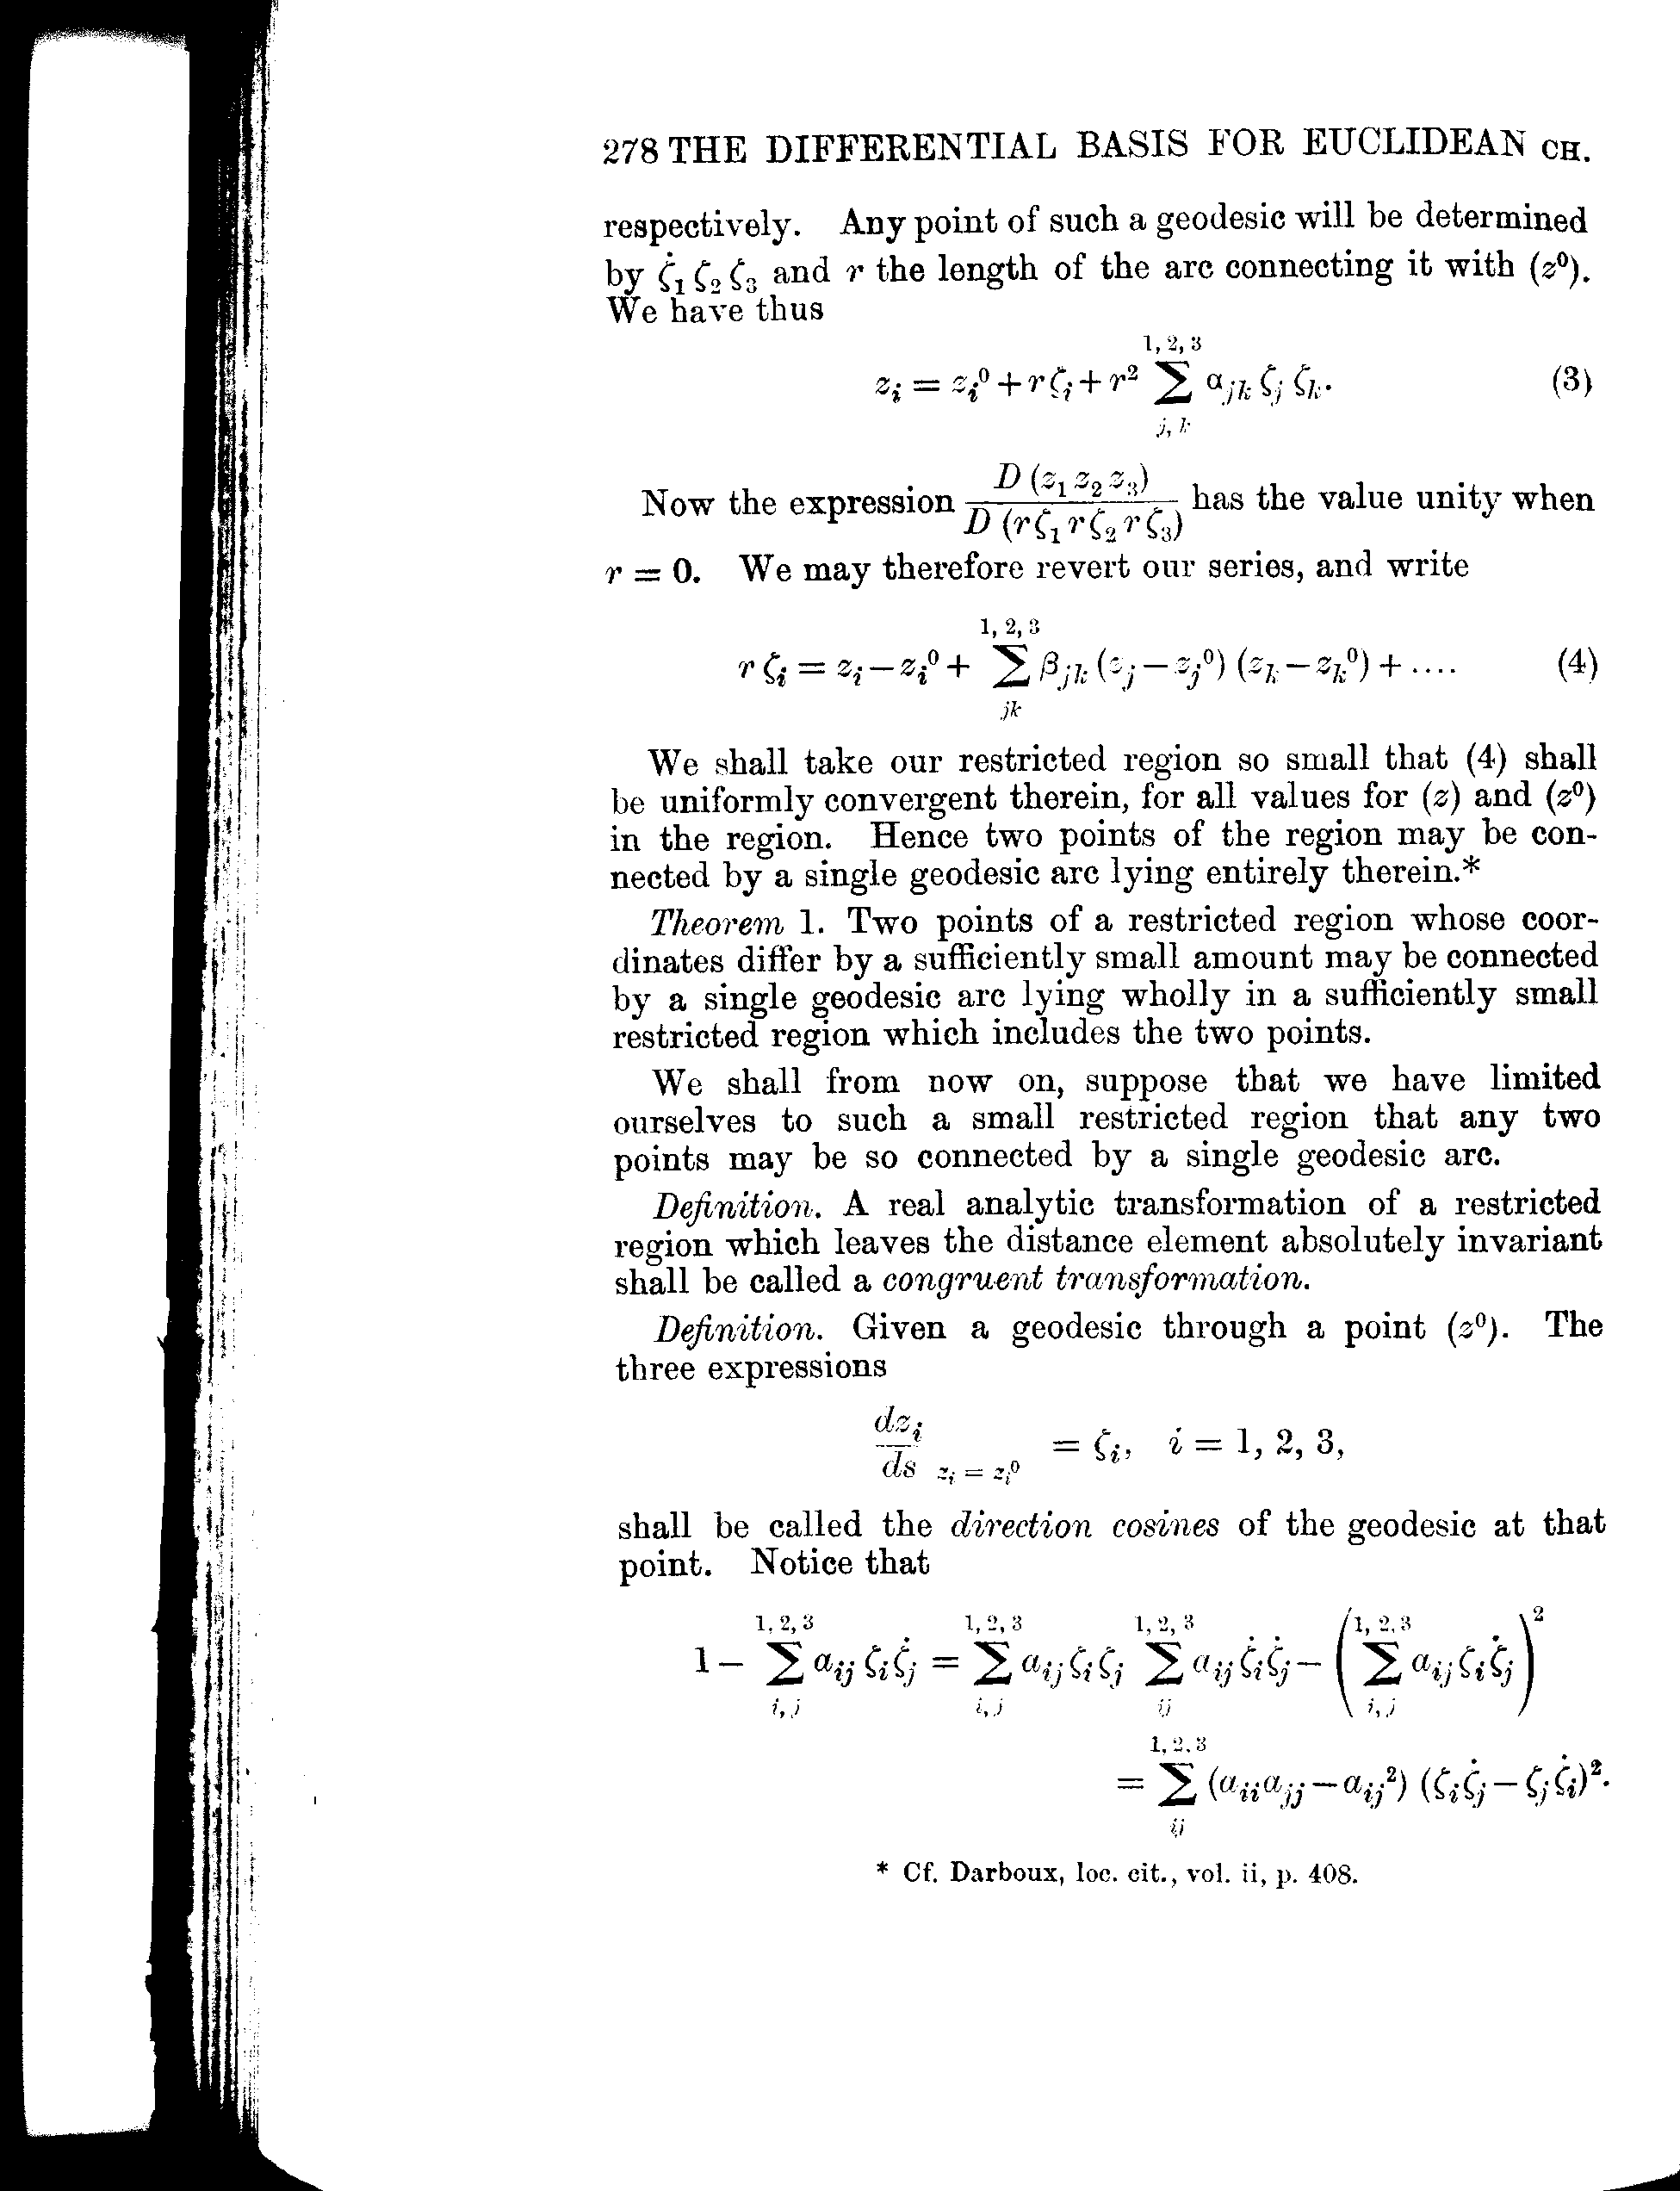 278 THE DIFFERENTIAL BASIS FOR EUCLIDEAN CH.
respectively. Any point of such a geodesic will be determined
by ζ₁ ζ₂ ζ₃ and r the length of the arc connecting it with (z⁰).
We have thus
$z_i = z_i^0 + r\zeta_i + r^2 \sum_{j,k}^{1,2,3} \alpha_{jk} \zeta_j \zeta_k.$ (3)
Now the expression $\frac{D(z_1 z_2 z_3)}{D(r\zeta_1 r\zeta_2 r\zeta_3)}$ has the value unity when
r = 0. We may therefore revert our series, and write
$r\zeta_i = z_i - z_i^0 + \sum_{jk}^{1,2,3} \beta_{jk} (z_j - z_j^0)(z_k - z_k^0) + ....$ (4)
We shall take our restricted region so small that (4) shall
be uniformly convergent therein, for all values for (z) and (z⁰)
in the region. Hence two points of the region may be con-
nected by a single geodesic arc lying entirely therein.*
Theorem 1. Two points of a restricted region whose coor-
dinates differ by a sufficiently small amount may be connected
by a single geodesic arc lying wholly in a sufficiently small
restricted region which includes the two points.
We shall from now on, suppose that we have limited
ourselves to such a small restricted region that any two
points may be so connected by a single geodesic arc.
Definition. A real analytic transformation of a restricted
region which leaves the distance element absolutely invariant
shall be called a congruent transformation.
Definition. Given a geodesic through a point (z⁰). The
three expressions
$\frac{dz_i}{ds}_{z_i = z_i^0} = \zeta_i, \quad i = 1, 2, 3,$
shall be called the direction cosines of the geodesic at that
point. Notice that
$1 - \sum_{i,j}^{1,2,3} a_{ij} \zeta_i \dot{\zeta}_j = \sum_{i,j}^{1,2,3} a_{ij} \zeta_i \zeta_j \sum_{ij}^{1,2,3} a_{ij} \dot{\zeta}_i \dot{\zeta}_j - \left( \sum_{i,j}^{1,2,3} a_{ij} \zeta_i \dot{\zeta}_j \right)^2$
$= \sum_{ij}^{1,2,3} (a_{ii} a_{jj} - a_{ij}^2) (\zeta_i \dot{\zeta}_j - \zeta_j \dot{\zeta}_i)^2.$
* Cf. Darboux, loc. cit., vol. ii, p. 408.